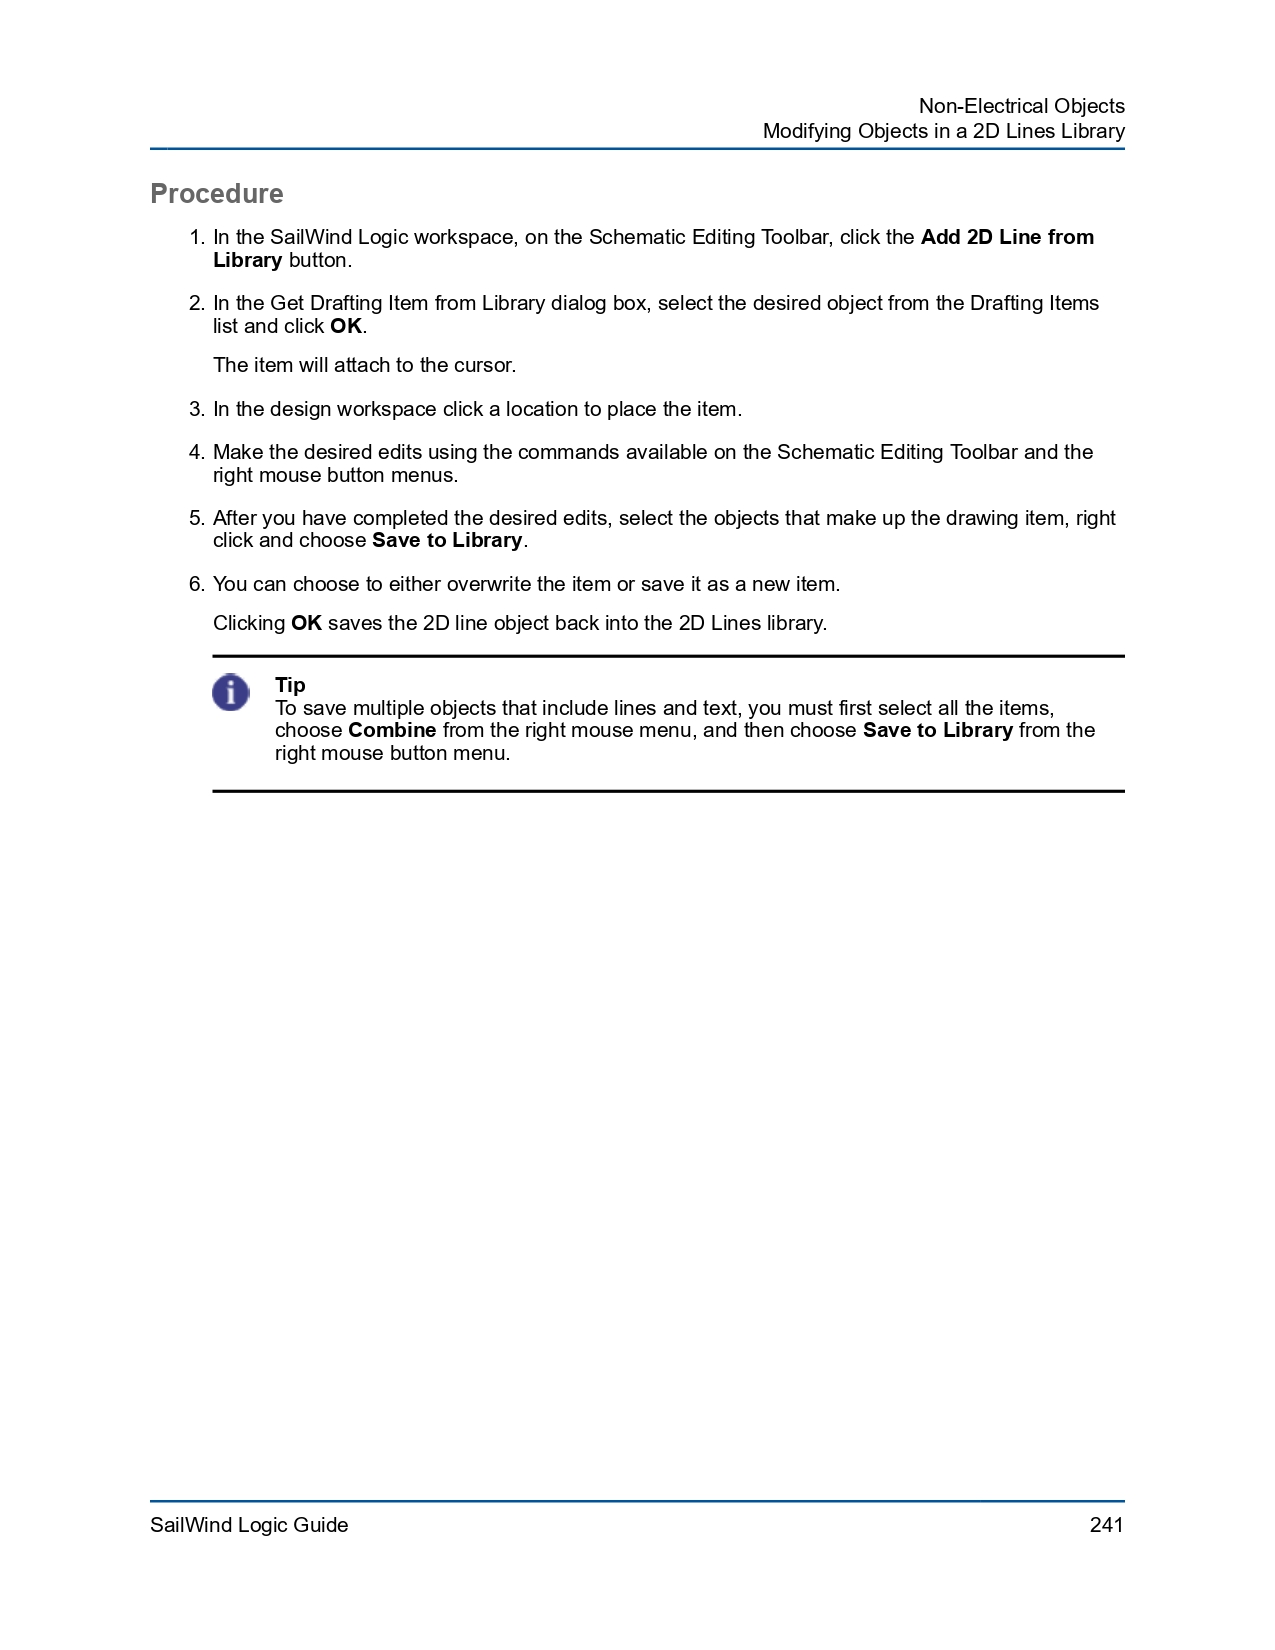 Non-Electrical Objects
Modifying Objects in a 2D Lines Library
Procedure
1. In the SailWind Logic workspace, on the Schematic Editing Toolbar, click the Add 2D Line from
Library button.
2. In the Get Drafting Item from Library dialog box, select the desired object from the Drafting Items
list and click OK.
The item will attach to the cursor.
3. In the design workspace click a location to place the item.
4. Make the desired edits using the commands available on the Schematic Editing Toolbar and the
right mouse button menus.
5. After you have completed the desired edits, select the objects that make up the drawing item, right
click and choose Save to Library.
6. You can choose to either overwrite the item or save it as a new item.
Clicking OK saves the 2D line object back into the 2D Lines library.
Tip
To save multiple objects that include lines and text, you must first select all the items,
choose Combine from the right mouse menu, and then choose Save to Library from the
right mouse button menu.
SailWind Logic Guide 241